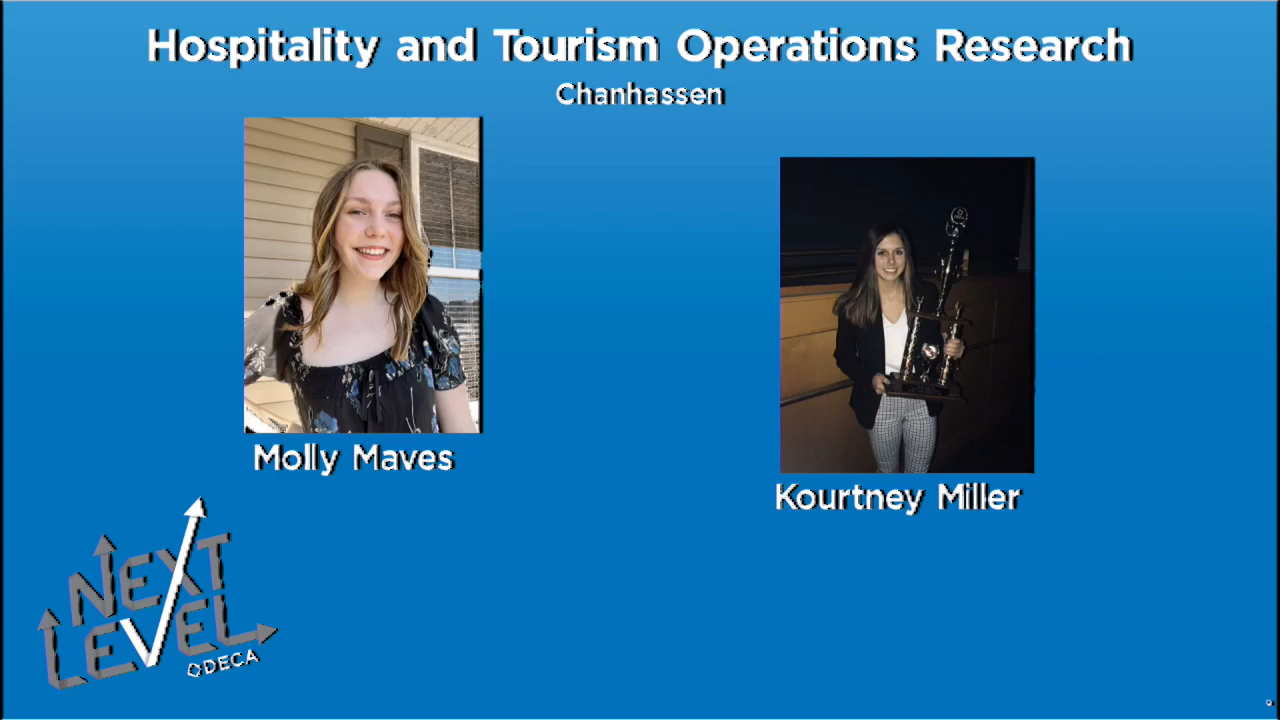 Hospitality and Tourism Operations Research
Chanhassen
Molly Maves
Kourtney Miller
NEXT
LEVEL
DECA